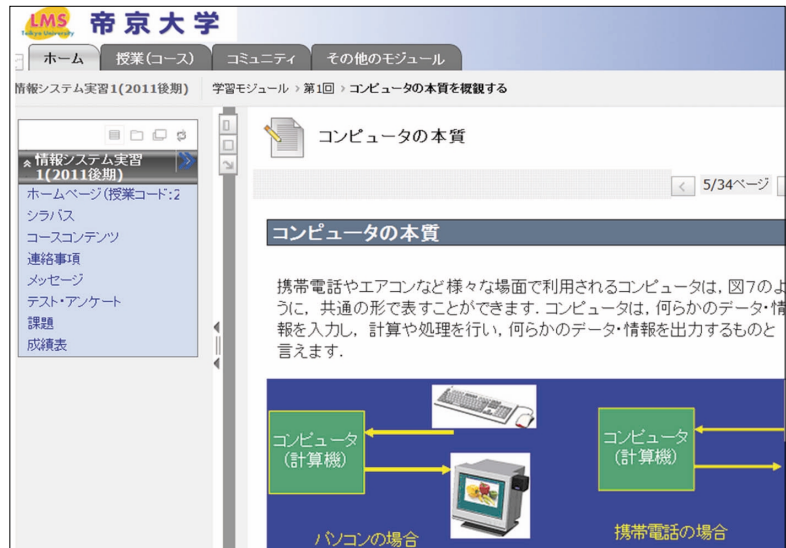 LMS
Teikyo University
帝京大学
ホーム
授業(コース)
コミュニティ
その他のモジュール
情報システム実習1(2011後期)
学習モジュール > 第1回 > コンピュータの本質を概観する
情報システム実習
1(2011後期)
ホームページ(授業コード:2
シラバス
コースコンテンツ
連絡事項
メッセージ
テスト・アンケート
課題
成績表
コンピュータの本質
5/34ページ
コンピュータの本質
携帯電話やエアコンなど様々な場面で利用されるコンピュータは, 図7のよ
うに, 共通の形で表すことができます. コンピュータは, 何らかのデータ・情
報を入力し, 計算や処理を行い, 何らかのデータ・情報を出力するものと
言えます.
コンピュータ
(計算機)
パソコンの場合
コンピュータ
(計算機)
携帯電話の場合